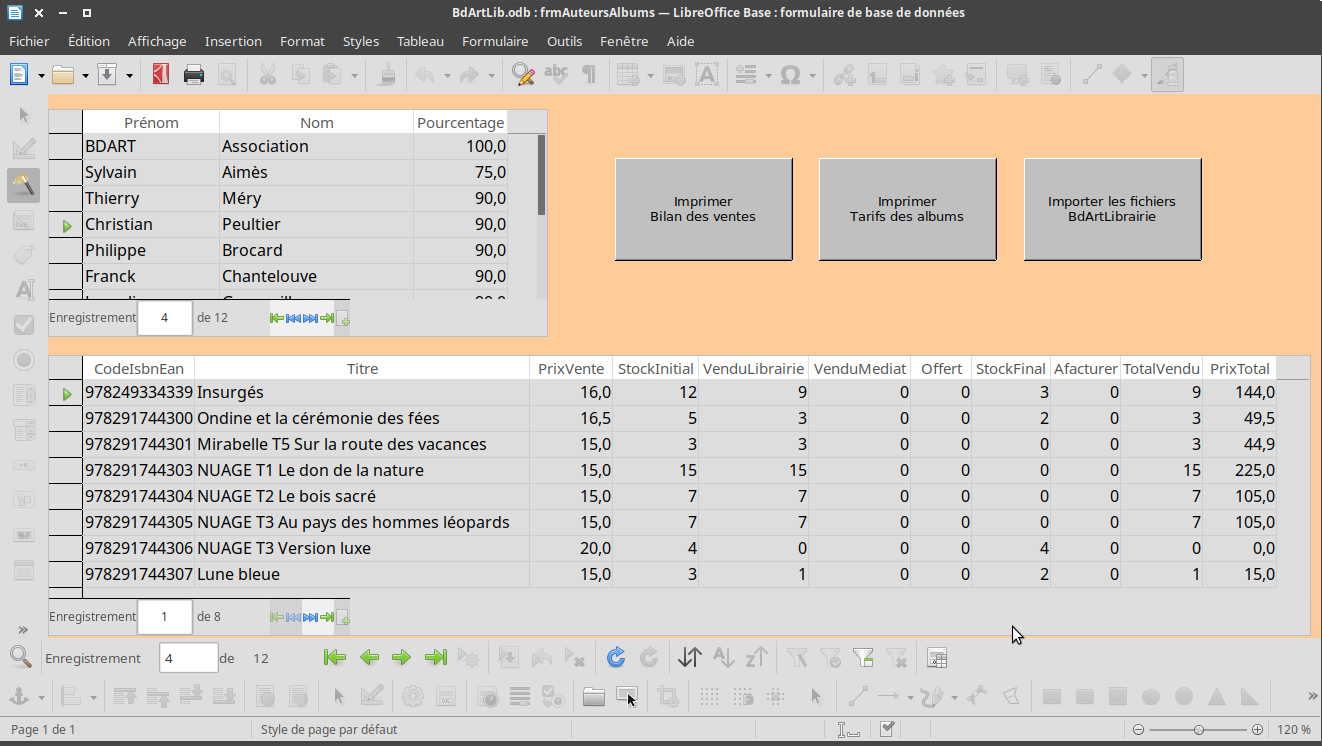 BdArtLib.odb : frmAuteursAlbums — LibreOffice Base : formulaire de base de données
Fichier Édition Affichage Insertion Format Styles Tableau Formulaire Outils Fenêtre Aide
Prénom Nom Pourcentage
BDART Association 100,0
Sylvain Aimès 75,0
Thierry Méry 90,0
Christian Peultier 90,0
Philippe Brocard 90,0
Franck Chantelouve 90,0
Enregistrement 4 de 12
Imprimer
Bilan des ventes
Imprimer
Tarifs des albums
Importer les fichiers
BdArtLibrairie
CodeIsbnEan Titre PrixVente StockInitial VenduLibrairie VenduMediat Offert StockFinal Afacturer TotalVendu PrixTotal
978249334339 Insurgés 16,0 12 9 0 0 3 0 9 144,0
978291744300 Ondine et la cérémonie des fées 16,5 5 3 0 0 2 0 3 49,5
978291744301 Mirabelle T5 Sur la route des vacances 15,0 3 3 0 0 0 0 3 44,9
978291744303 NUAGE T1 Le don de la nature 15,0 15 15 0 0 0 0 15 225,0
978291744304 NUAGE T2 Le bois sacré 15,0 7 7 0 0 0 0 7 105,0
978291744305 NUAGE T3 Au pays des hommes léopards 15,0 7 7 0 0 0 0 7 105,0
978291744306 NUAGE T3 Version luxe 20,0 4 0 0 0 4 0 0 0,0
978291744307 Lune bleue 15,0 3 1 0 0 2 0 1 15,0
Enregistrement 1 de 8
Enregistrement 4 de 12
Page 1 de 1 Style de page par défaut 120 %